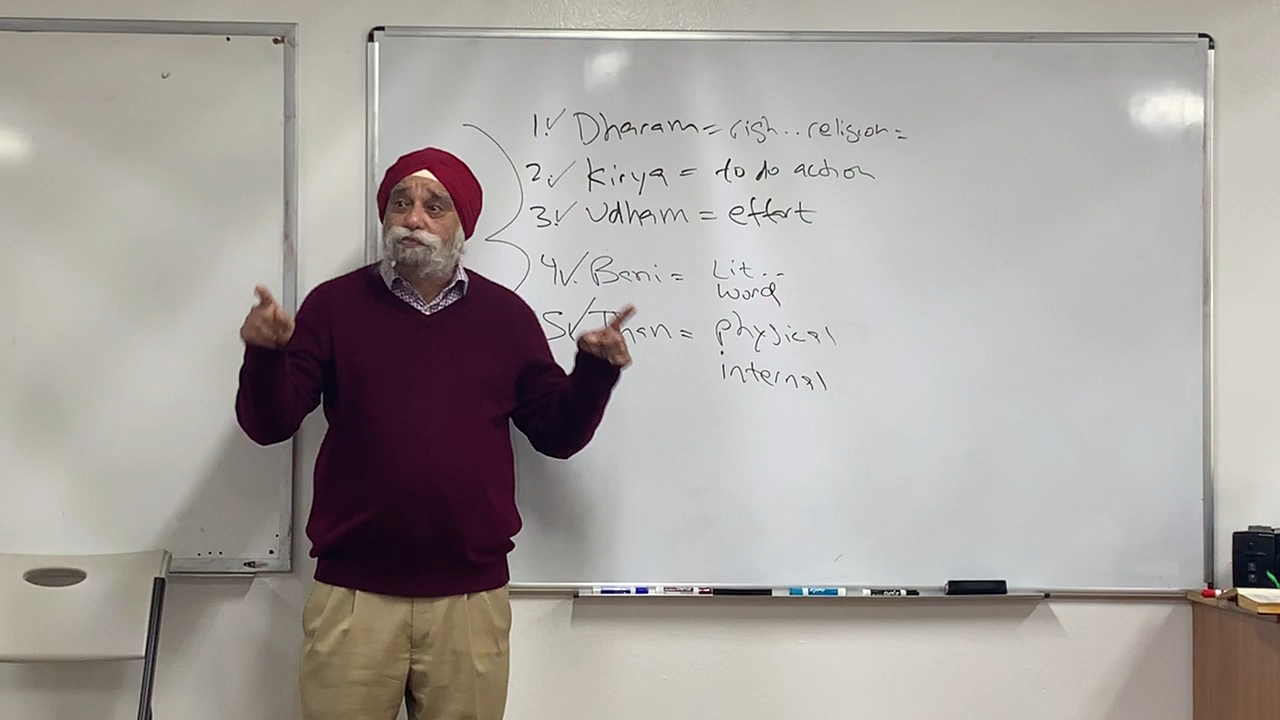 1.✓ Dharam = righ.. religion =
2.✓ Kirya = to do action
3.✓ Udham = effort
4✓. Bani = Lit..
word
5✓ = physical
internal